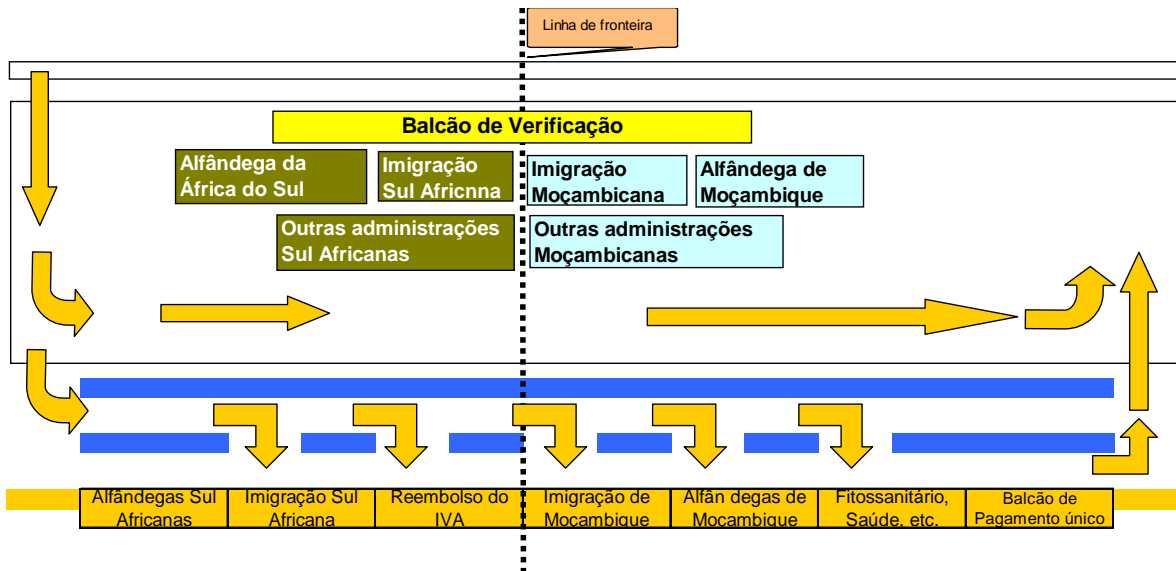 Linha de fronteira
Balcão de Verificação
Alfândega da
África do Sul
Imigração
Sul Africnna
Imigração
Moçambicana
Alfândega de
Moçambique
Outras administrações
Sul Africanas
Outras administrações
Moçambicanas
Alfândegas Sul
Africanas
Imigração Sul
Africana
Reembolso do
IVA
Imigração de
Moçambique
Alfân degas de
Moçambique
Fitossanitário,
Saúde, etc.
Balcão de
Pagamento único